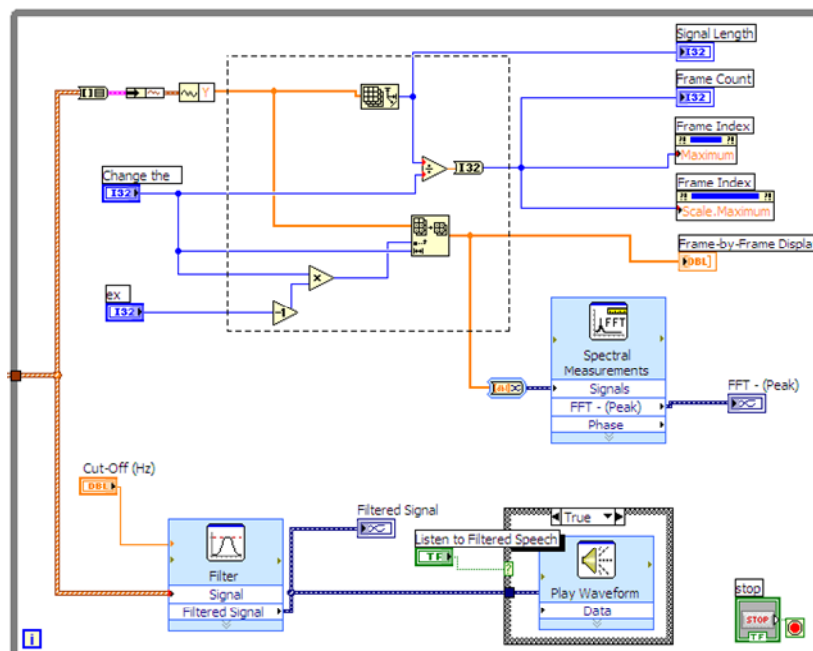 Signal Length
I32
Frame Count
I32
Frame Index
Maximum
Frame Index
Scale.Maximum
Frame-by-Frame Displa
DBL
Y
I32
Change the
I32
ex
I32
-1
FFT
Spectral
Measurements
Signals
FFT - (Peak)
Phase
FFT - (Peak)
Cut-Off (Hz)
DBL
Filter
Signal
Filtered Signal
Filtered Signal
True
Listen to Filtered Speech
TF
?
Play Waveform
Data
stop
STOP
TF
i